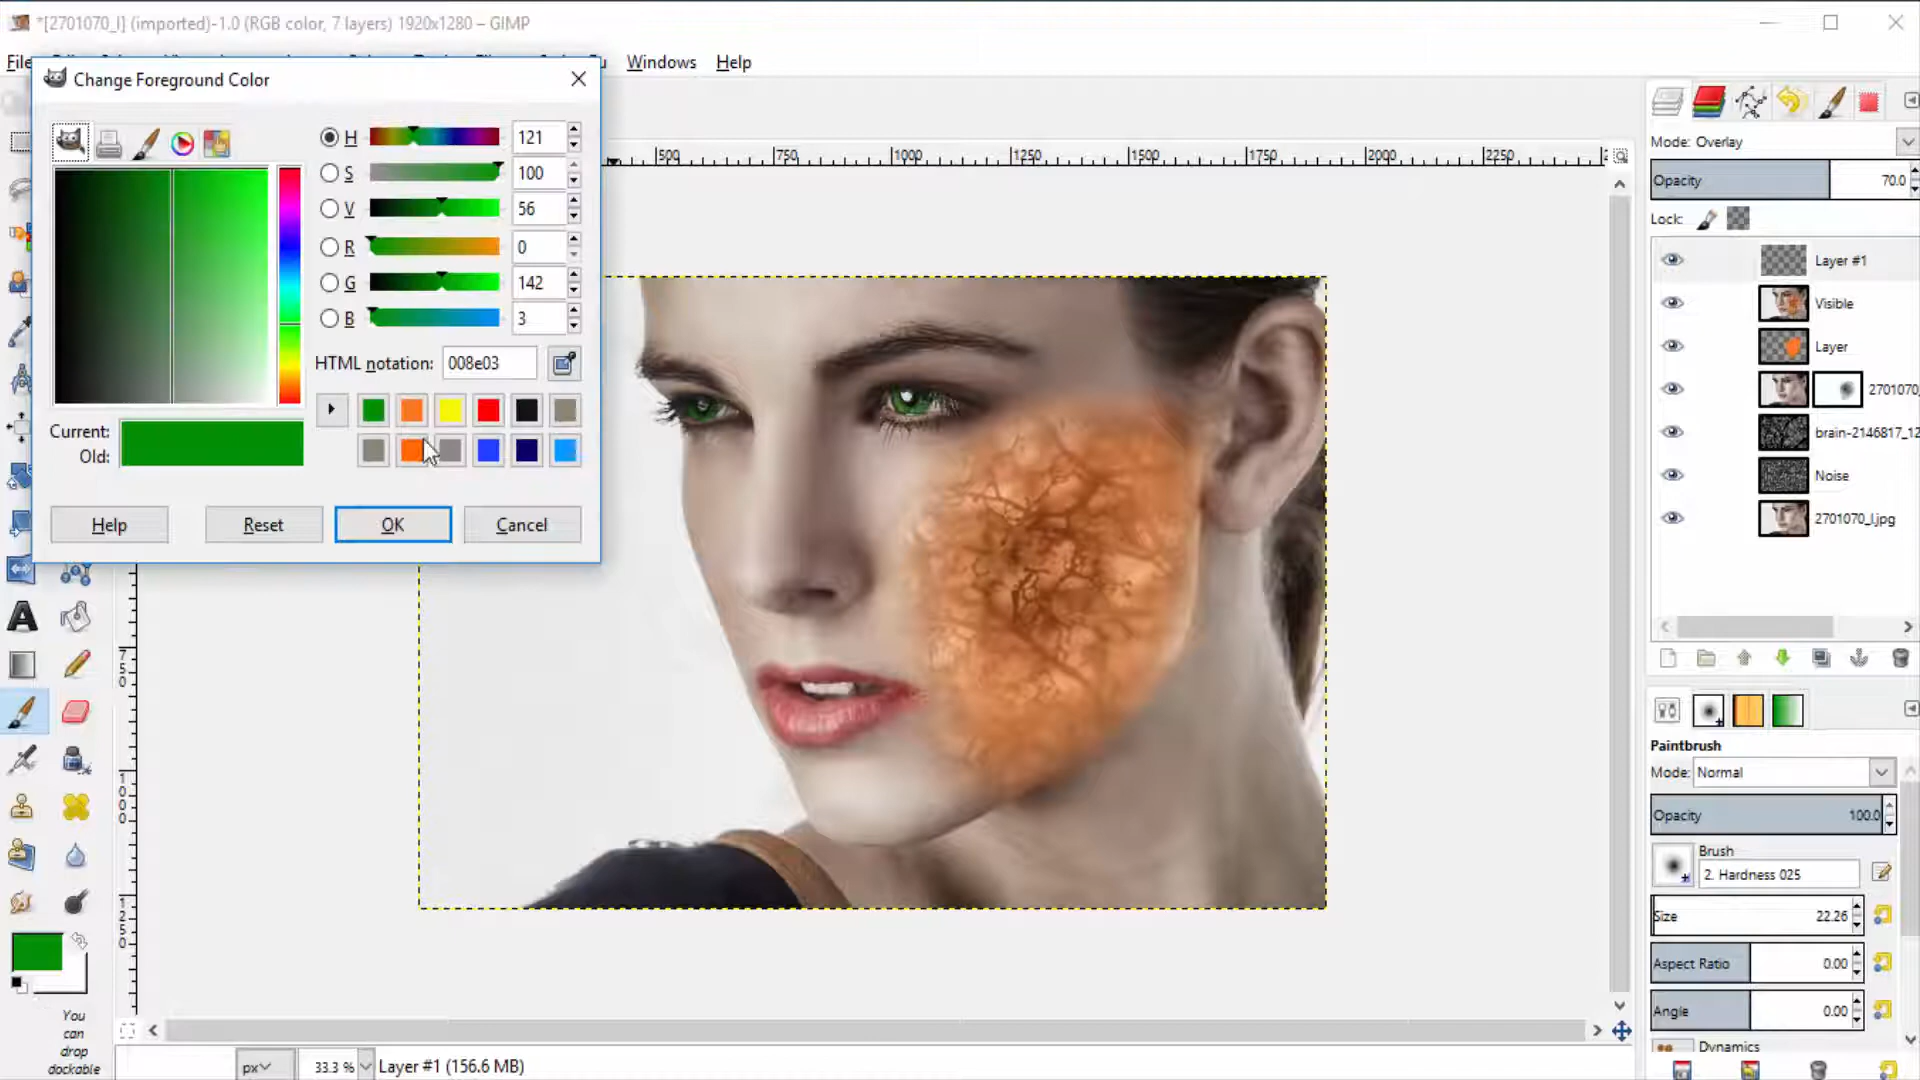 *[2701070_l] (imported)-1.0 (RGB color, 7 layers) 1920x1280 – GIMP
File
Windows Help
Change Foreground Color
H 121
S 100
V 56
R 0
G 142
B 3
HTML notation: 008e03
Current:
Old:
Help Reset OK Cancel
500 750 1000 1250 1500 1750 2000 2250
750
1000
1250
Mode: Overlay
Opacity 70.0
Lock:
Layer #1
Visible
Layer
2701070
brain-2146817_12
Noise
2701070_l.jpg
Paintbrush
Mode: Normal
Opacity 100.0
Brush
2. Hardness 025
Size 22.26
Aspect Ratio 0.00
Angle 0.00
Dynamics
You
can
drop
dockable
px 33.3 % Layer #1 (156.6 MB)